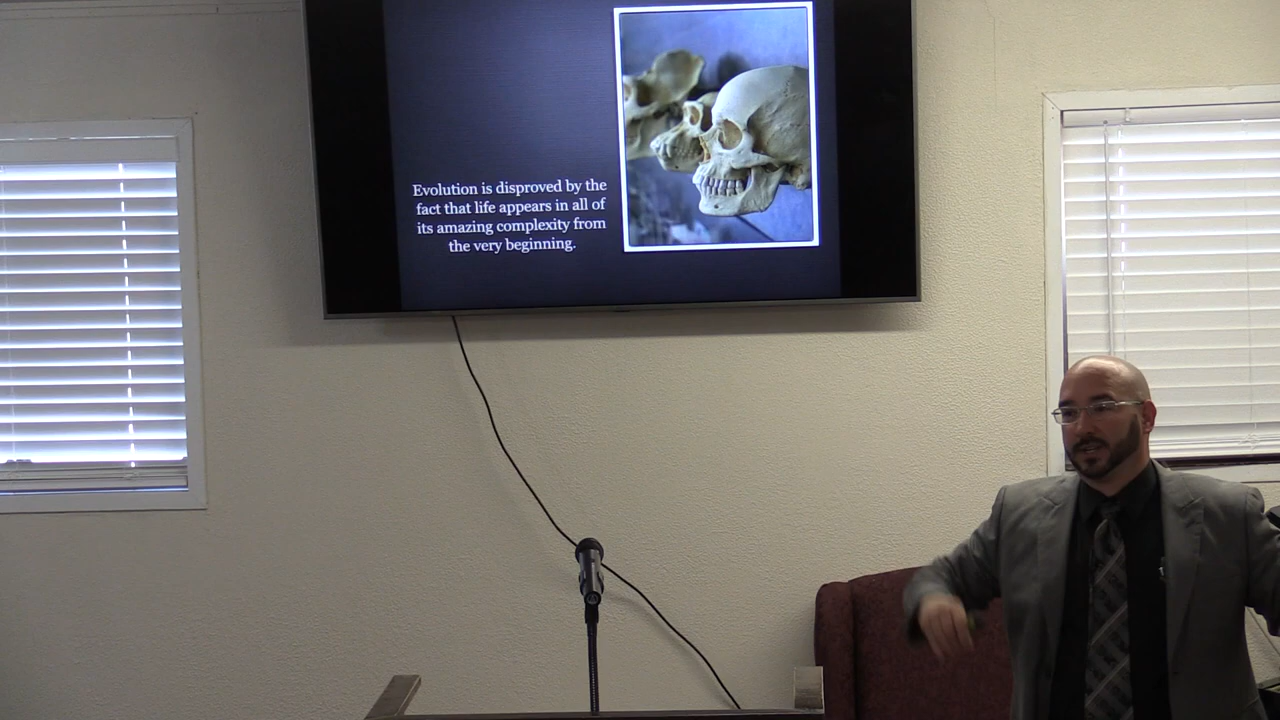 Evolution is disproved by the
fact that life appears in all of
its amazing complexity from
the very beginning.